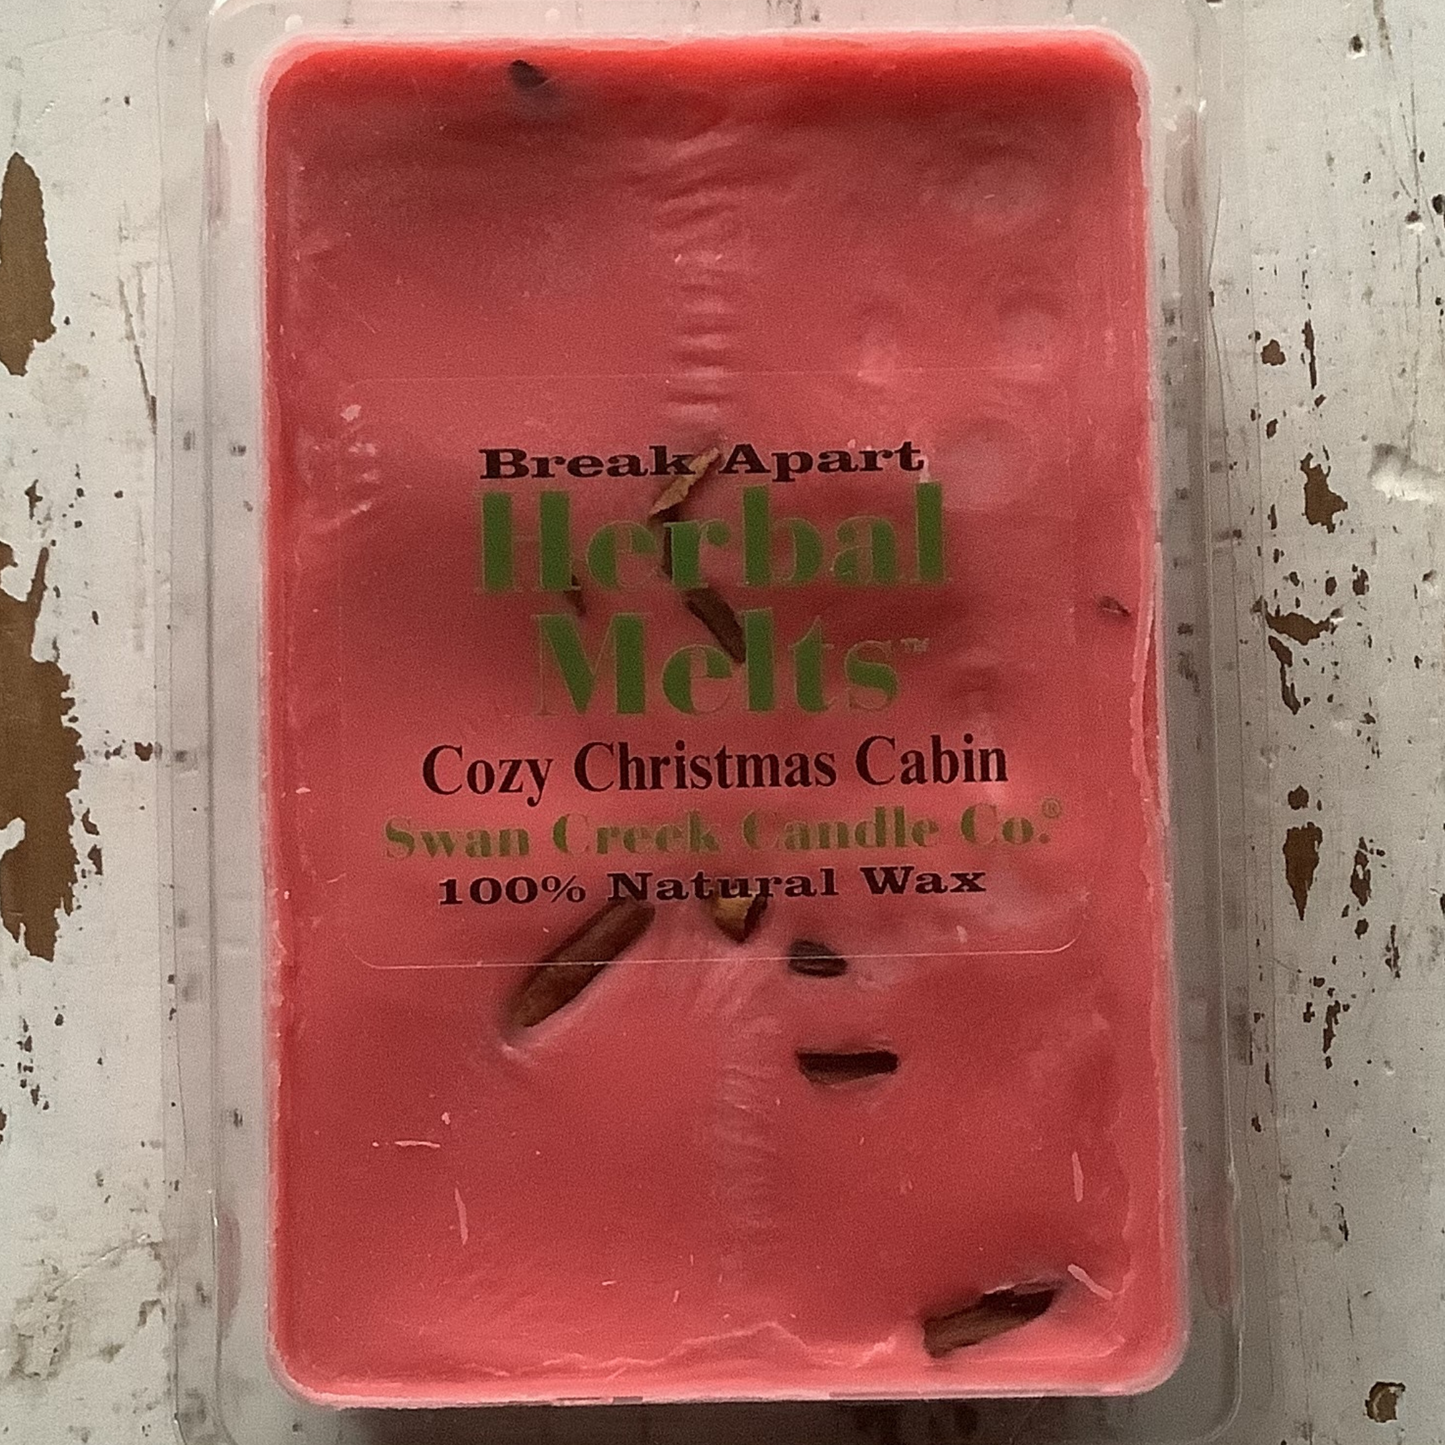 Break Apart
Herbal
Melts™
Cozy Christmas Cabin
Swan Creek Candle Co.®
100% Natural Wax